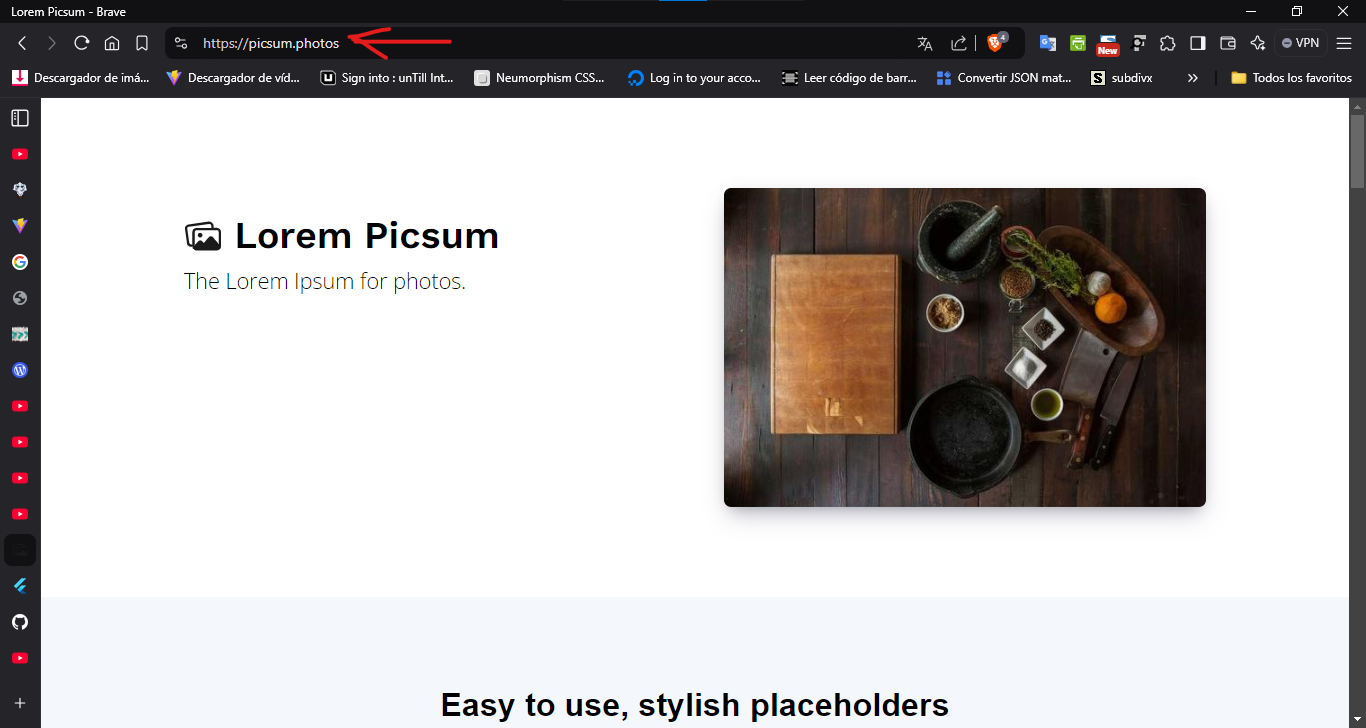 Lorem Picsum - Brave
https://picsum.photos
4
New
VPN
Descargador de imá...
Descargador de víd...
Sign into : unTill Int...
Neumorphism CSS...
Log in to your acco...
Leer código de barr...
Convertir JSON mat...
subdivx
»
Todos los favoritos
Lorem Picsum
The Lorem Ipsum for photos.
Easy to use, stylish placeholders